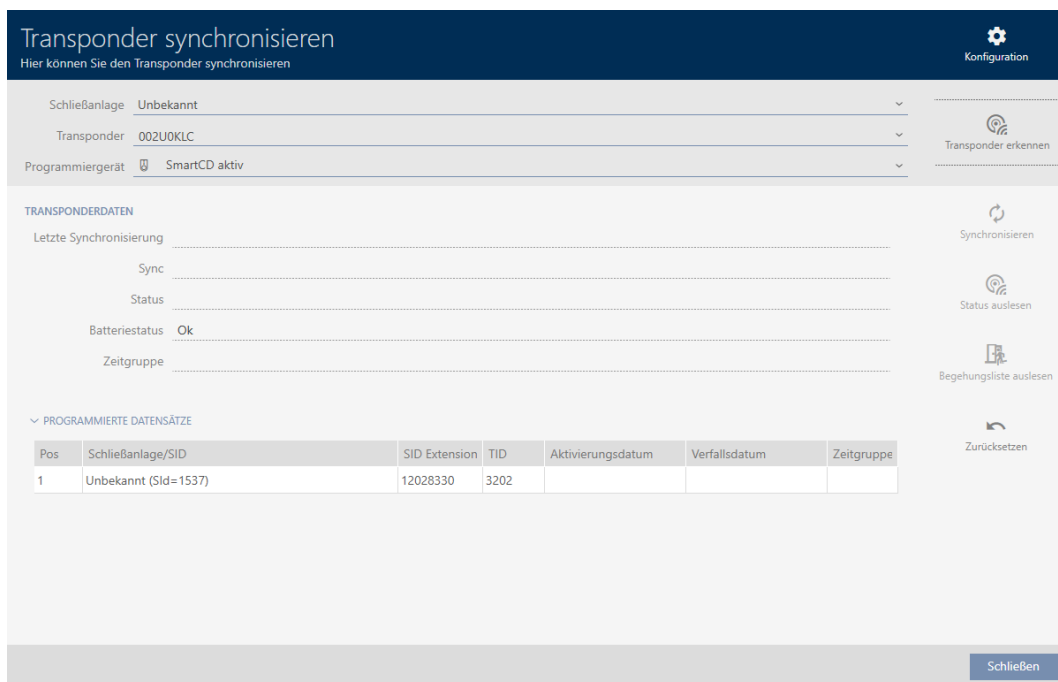 Transponder synchronisieren
Hier können Sie den Transponder synchronisieren
Konfiguration
Schließanlage Unbekannt
Transponder 002U0KLC
Programmiergerät SmartCD aktiv
Transponder erkennen
TRANSPONDERDATEN
Letzte Synchronisierung
Sync
Status
Batteriestatus Ok
Zeitgruppe
Synchronisieren
Status auslesen
Begehungsliste auslesen
Zurücksetzen
PROGRAMMIERTE DATENSÄTZE
Pos Schließanlage/SID SID Extension TID Aktivierungsdatum Verfallsdatum Zeitgruppe
1 Unbekannt (SId=1537) 12028330 3202
Schließen